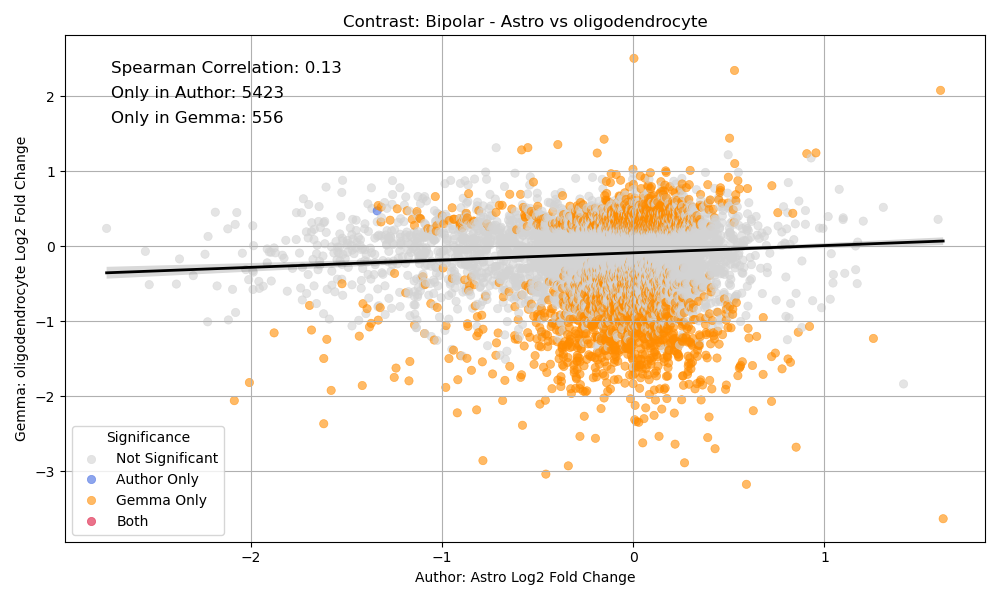 Contrast: Bipolar - Astro vs oligodendrocyte
Spearman Correlation: 0.13
Only in Author: 5423
Only in Gemma: 556
Gemma: oligodendrocyte Log2 Fold Change
2
1
0
−1
−2
−3
Significance
Not Significant
Author Only
Gemma Only
Both
−2
−1
0
1
Author: Astro Log2 Fold Change